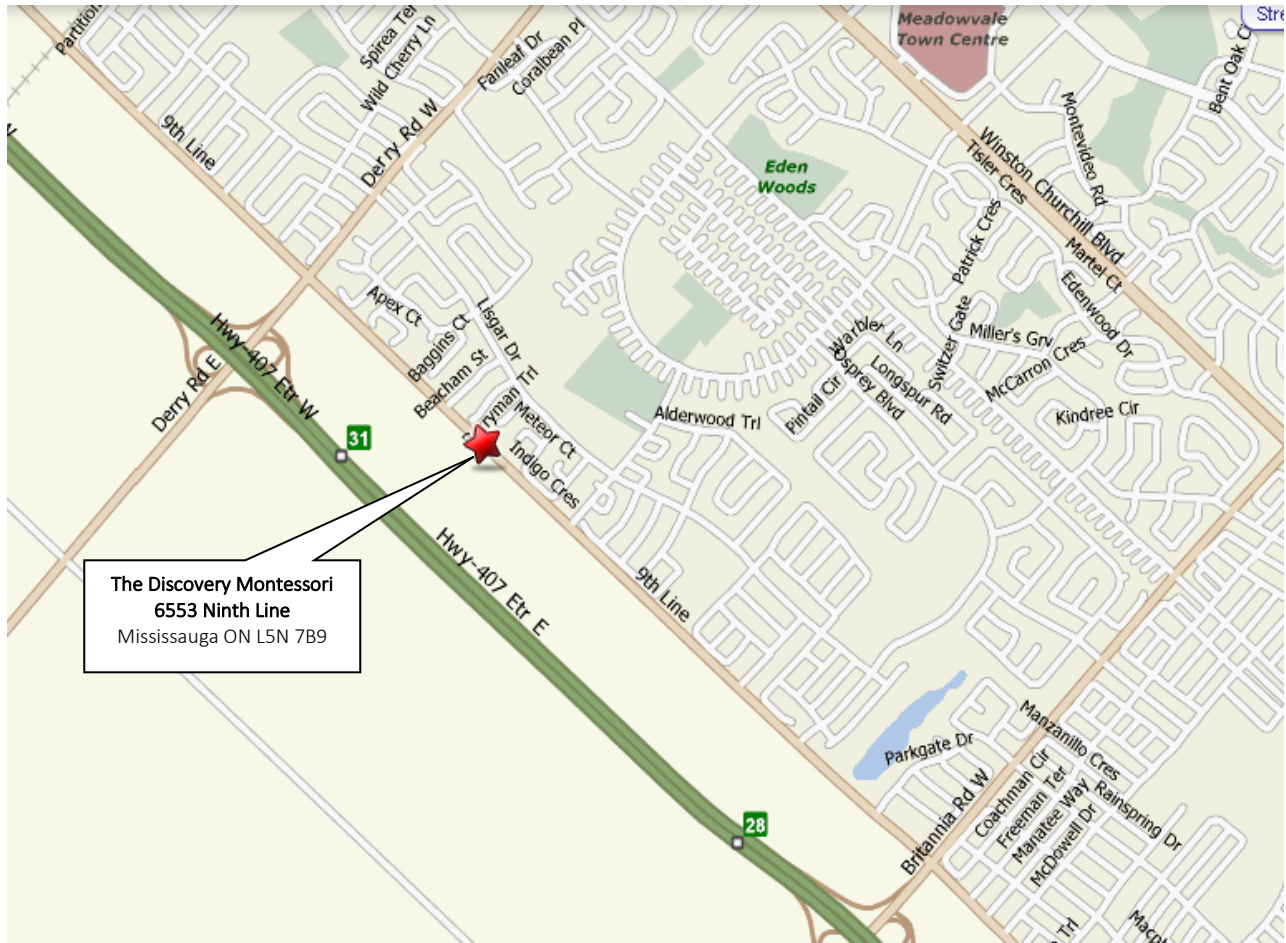 Partition
Spirea Ter
Wild Cherry Ln
Fanleaf Dr
Coralbean Pl
Meadowvale
Town Centre
Stre
Bent Oak C
9th Line
Derry Rd W
Eden
Woods
Montevideo Rd
Winston Churchill Blvd
Tisler Cres
Patrick Cres
Martel Ct
Edenwood Dr
Apex Ct
Lisgar Dr
Baggins Ct
Beacham St
Hwy-407 Etr W
Derry Rd E
31
Warbler Ln
Osprey Blvd
Longspur Rd
Switzer Gate
Miller's Grv
McCarron Cres
Kindree Cir
Pintail Cir
Alderwood Trl
rryman Trl
Meteor Ct
Indigo Cres
Hwy-407 Etr E
9th Line
The Discovery Montessori
6553 Ninth Line
Mississauga ON L5N 7B9
Parkgate Dr
Manzanillo Cres
Britannia Rd W
Coachman Cir
Freeman Ter
Manatee Way
McDowell Dr
Rainspring Dr
28
Trl